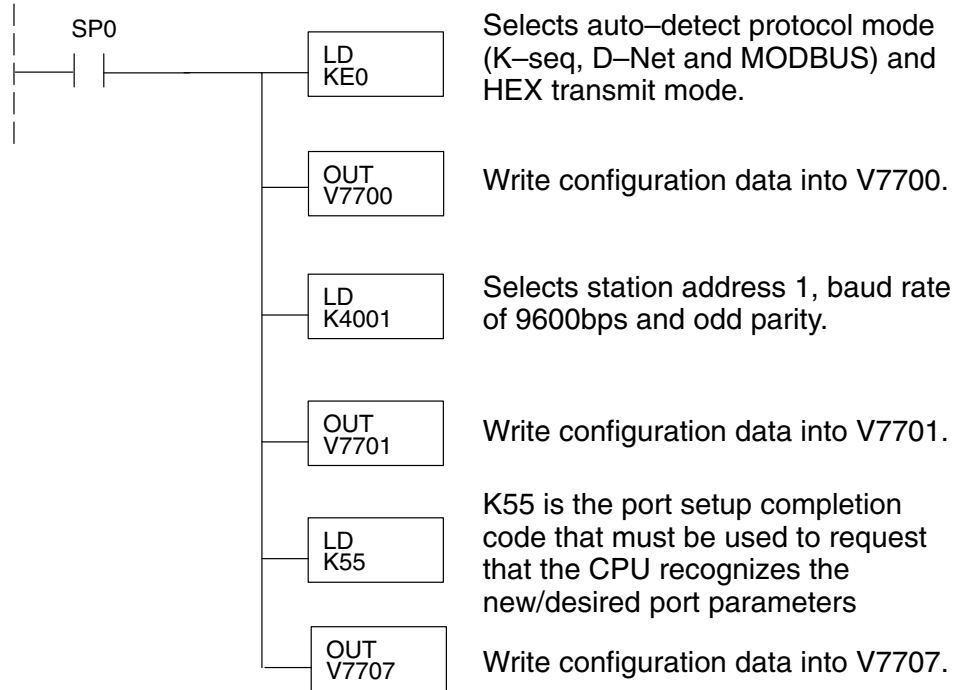 SP0
LD
KE0
Selects auto–detect protocol mode
(K–seq, D–Net and MODBUS) and
HEX transmit mode.
OUT
V7700
Write configuration data into V7700.
LD
K4001
Selects station address 1, baud rate
of 9600bps and odd parity.
OUT
V7701
Write configuration data into V7701.
LD
K55
K55 is the port setup completion
code that must be used to request
that the CPU recognizes the
new/desired port parameters
OUT
V7707
Write configuration data into V7707.